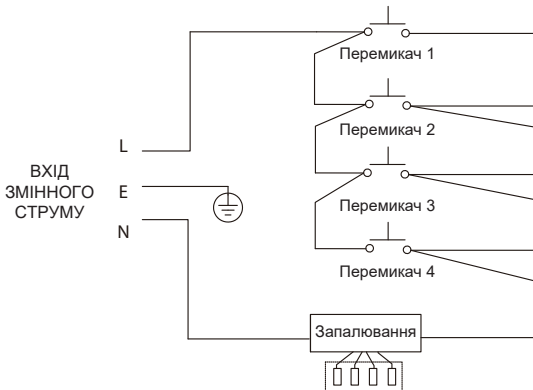 Перемикач 1
Перемикач 2
L
ВХІД
ЗМІННОГО
СТРУМУ
E
Перемикач 3
N
Перемикач 4
Запалювання